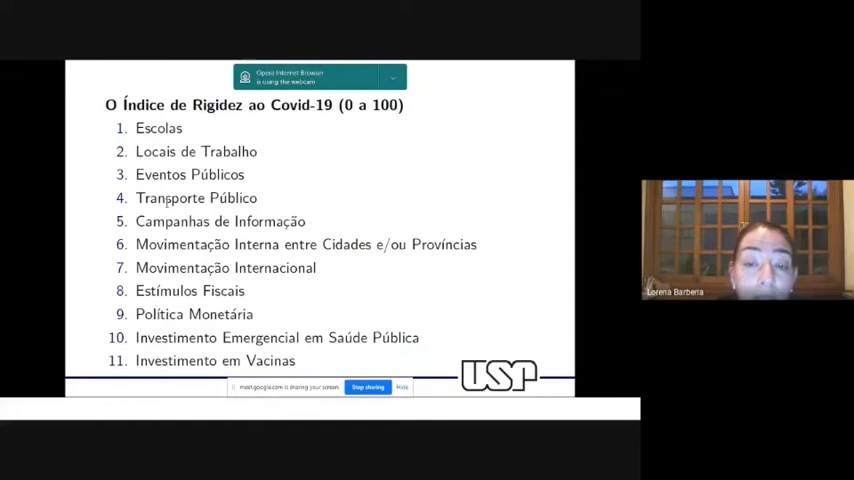 Opera Internet Browser
is using the webcam
O Índice de Rigidez ao Covid-19 (0 a 100)
1. Escolas
2. Locais de Trabalho
3. Eventos Públicos
4. Transporte Público
5. Campanhas de Informação
6. Movimentação Interna entre Cidades e/ou Províncias
7. Movimentação Internacional
8. Estímulos Fiscais
9. Política Monetária
10. Investimento Emergencial em Saúde Pública
11. Investimento em Vacinas
USP
meet.google.com is sharing your screen.
Stop sharing
Hide
Lorena Barberia